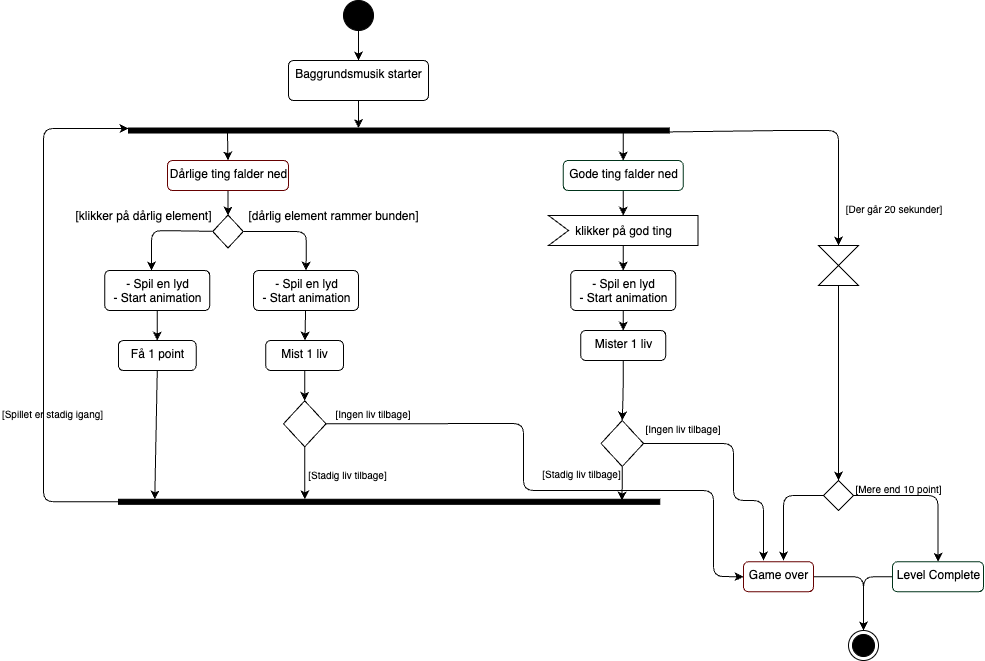 Baggrundsmusik starter
Dårlige ting falder ned
Gode ting falder ned
[klikker på dårlig element]
[dårlig element rammer bunden]
[Der går 20 sekunder]
klikker på god ting
- Spil en lyd
- Start animation
- Spil en lyd
- Start animation
- Spil en lyd
- Start animation
Få 1 point
Mist 1 liv
Mister 1 liv
[Spillet er stadig igang]
[Ingen liv tilbage]
[Ingen liv tilbage]
[Stadig liv tilbage]
[Stadig liv tilbage]
[Mere end 10 point]
Game over
Level Complete